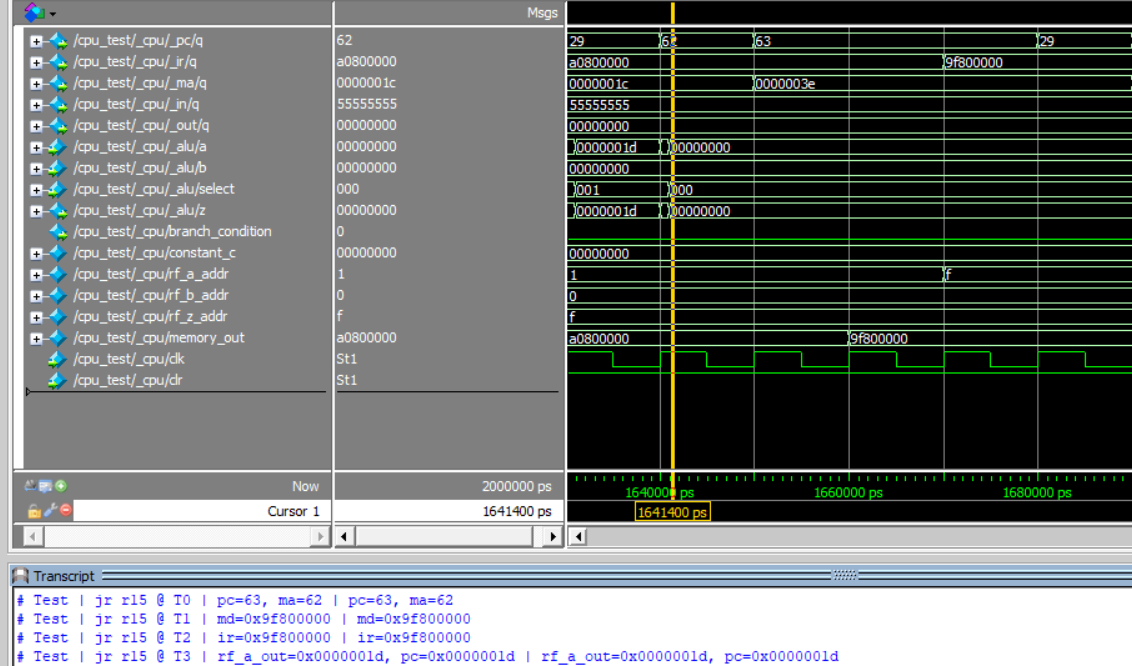 Msgs
/cpu_test/_cpu/_pc/q 62 29 62 63 29
/cpu_test/_cpu/_ir/q a0800000 a0800000 9f800000
/cpu_test/_cpu/_ma/q 0000001c 0000001c 0000003e
/cpu_test/_cpu/_in/q 55555555 55555555
/cpu_test/_cpu/_out/q 00000000 00000000
/cpu_test/_cpu/_alu/a 00000000 0000001d 00000000
/cpu_test/_cpu/_alu/b 00000000 00000000
/cpu_test/_cpu/_alu/select 000 001 000
/cpu_test/_cpu/_alu/z 00000000 0000001d 00000000
/cpu_test/_cpu/branch_condition 0
/cpu_test/_cpu/constant_c 00000000 00000000
/cpu_test/_cpu/rf_a_addr 1 1 f
/cpu_test/_cpu/rf_b_addr 0 0
/cpu_test/_cpu/rf_z_addr f f
/cpu_test/_cpu/memory_out a0800000 a0800000 9f800000
/cpu_test/_cpu/clk St1
/cpu_test/_cpu/clr St1
Now 2000000 ps 1640000 ps 1660000 ps 1680000 ps
Cursor 1 1641400 ps 1641400 ps
Transcript
# Test | jr r15 @ T0 | pc=63, ma=62 | pc=63, ma=62
# Test | jr r15 @ T1 | md=0x9f800000 | md=0x9f800000
# Test | jr r15 @ T2 | ir=0x9f800000 | ir=0x9f800000
# Test | jr r15 @ T3 | rf_a_out=0x0000001d, pc=0x0000001d | rf_a_out=0x0000001d, pc=0x0000001d